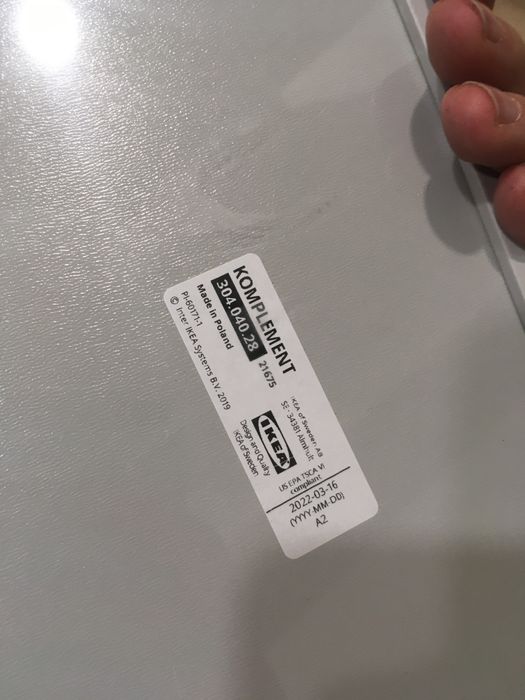 KOMPLEMENT
304.040.28 21675
Made in Poland
PI-60171-1
© Inter IKEA Systems B.V. 2019
IKEA of Sweden AB
SE- 34381 Älmhult
IKEA
Design and Quality
IKEA of Sweden
US EPA TSCA VI
compliant
2022-03-16
(YYYY-MM-DD)
A2